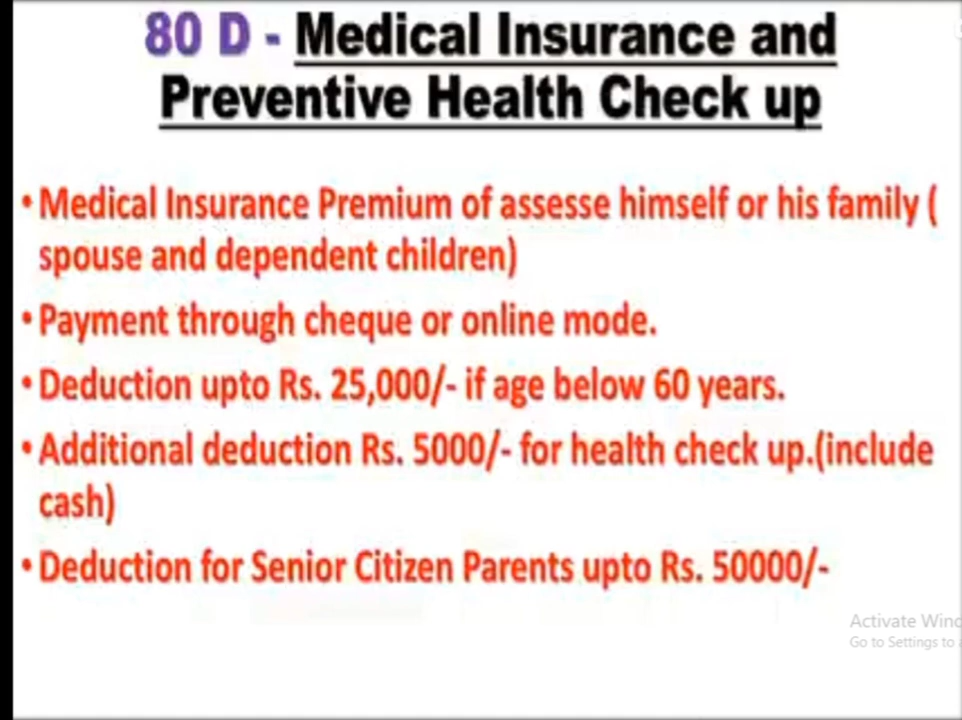 80 D - Medical Insurance and
Preventive Health Check up
• Medical Insurance Premium of assesse himself or his family (
spouse and dependent children)
• Payment through cheque or online mode.
• Deduction upto Rs. 25,000/- if age below 60 years.
• Additional deduction Rs. 5000/- for health check up.(include
cash)
• Deduction for Senior Citizen Parents upto Rs. 50000/-
Activate Wind
Go to Settings to